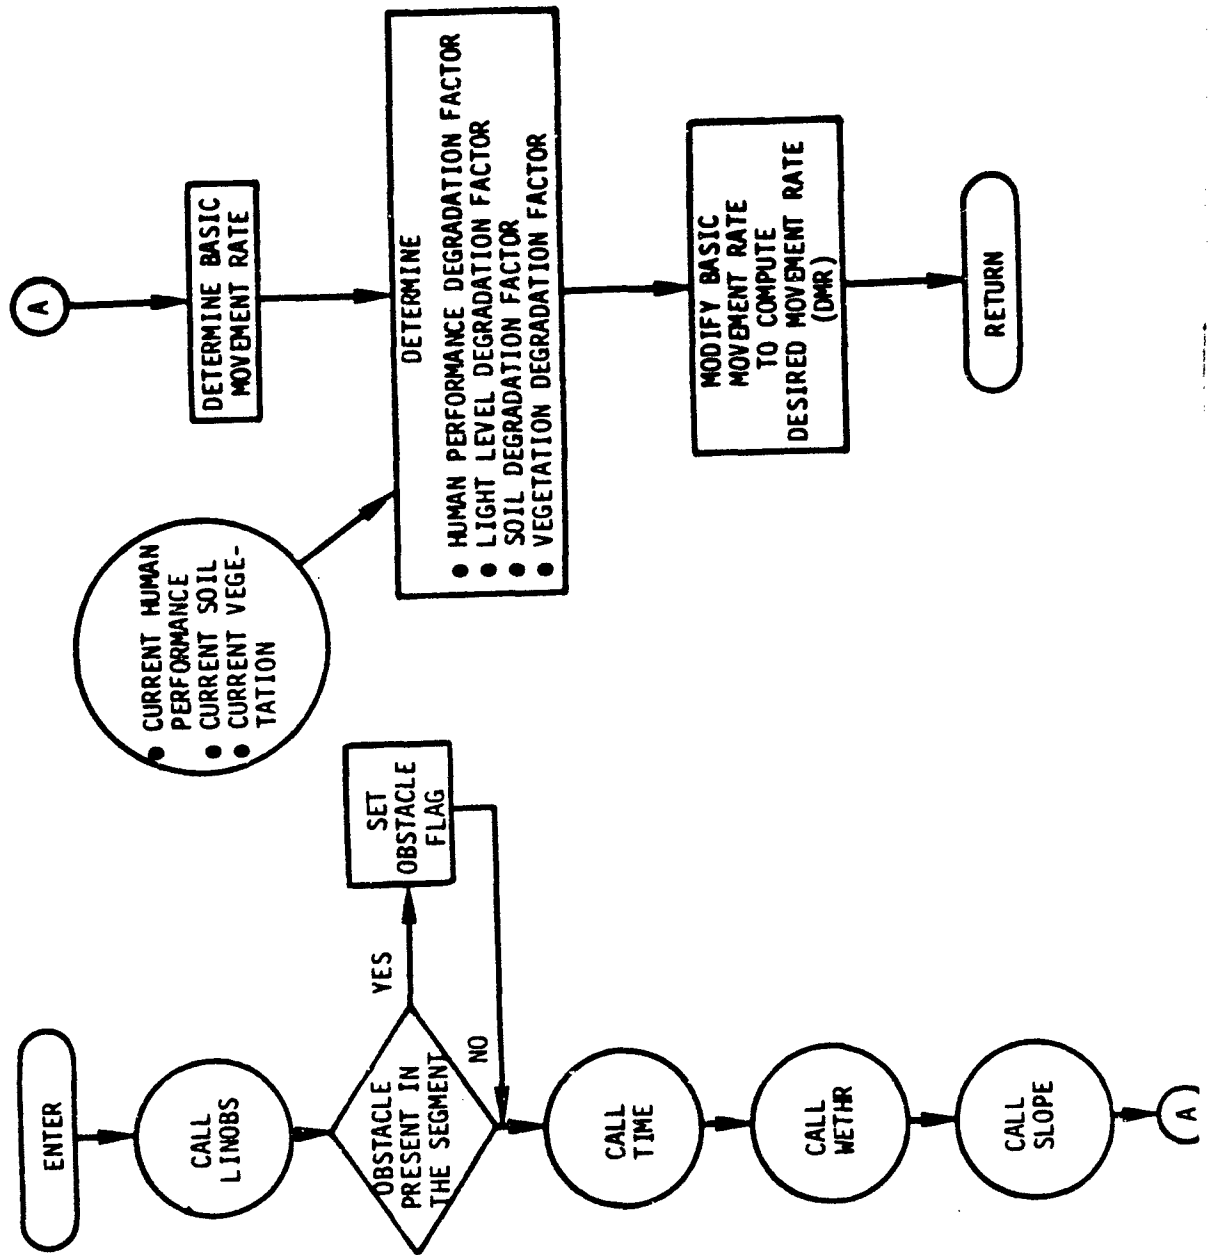 ENTER
CALL
LINOBS
OBSTACLE
PRESENT IN
THE SEGMENT
YES
SET
OBSTACLE
FLAG
NO
CALL
TIME
CALL
WETHR
CALL
SLOPE
A
A
DETERMINE BASIC
MOVEMENT RATE
● CURRENT HUMAN
PERFORMANCE
● CURRENT SOIL
● CURRENT VEGE-
TATION
DETERMINE
● HUMAN PERFORMANCE DEGRADATION FACTOR
● LIGHT LEVEL DEGRADATION FACTOR
● SOIL DEGRADATION FACTOR
● VEGETATION DEGRADATION FACTOR
MODIFY BASIC
MOVEMENT RATE
TO COMPUTE
DESIRED MOVEMENT RATE
(DMR)
RETURN